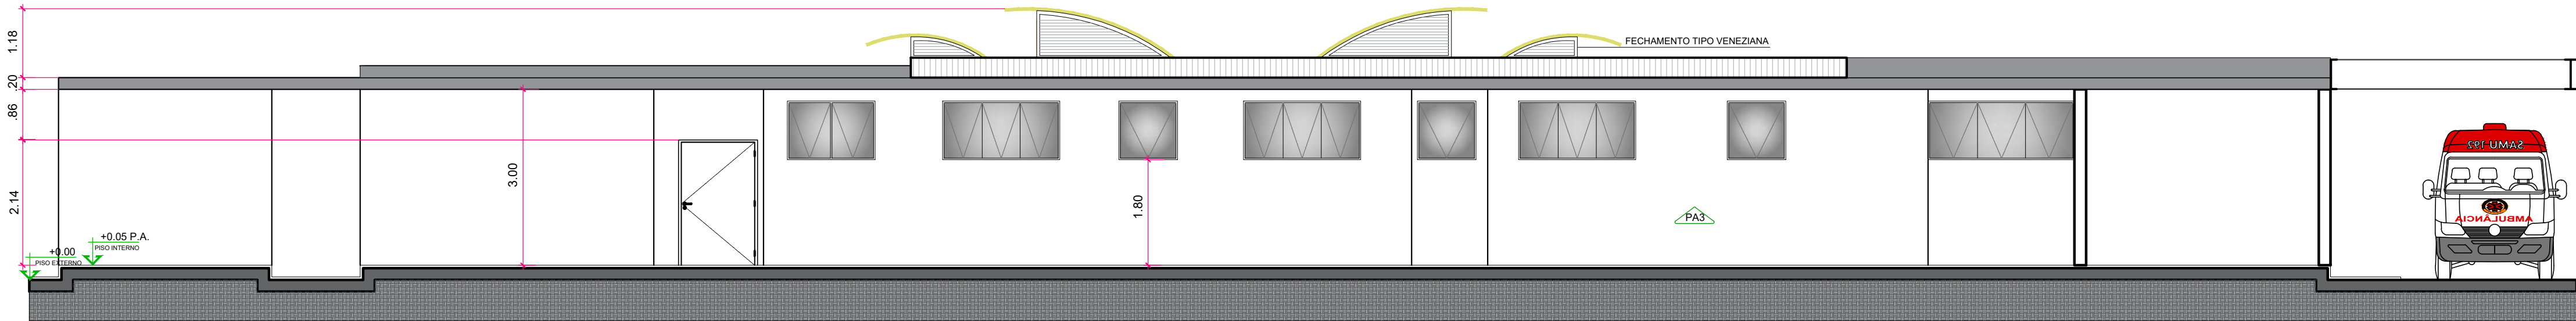 1.18
.20
.86
2.14
3.00
1.80
FECHAMENTO TIPO VENEZIANA
PA3
+0.05 P.A.
PISO INTERNO
+0.00
PISO EXTERNO
SAMU 192
AMBULÂNCIA